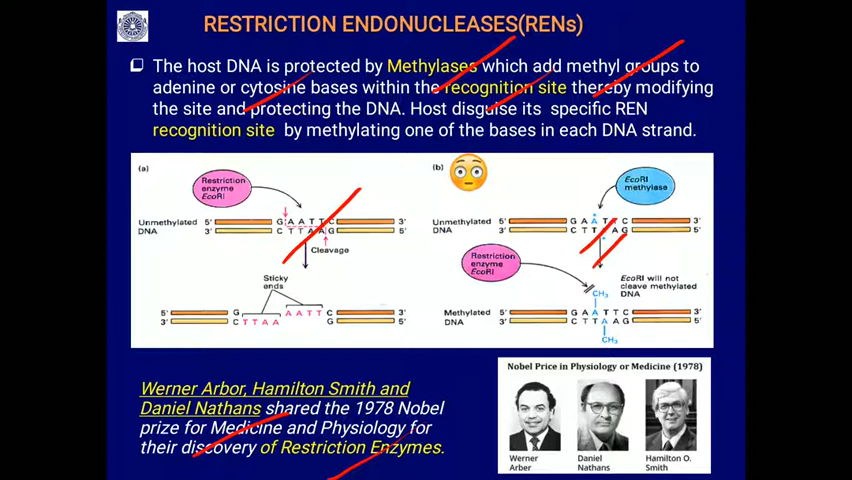 RESTRICTION ENDONUCLEASES(RENs)
The host DNA is protected by Methylases which add methyl groups to
adenine or cytosine bases within the recognition site thereby modifying
the site and protecting the DNA. Host disguise its specific REN
recognition site by methylating one of the bases in each DNA strand.
(a)
Restriction
enzyme
EcoRI
Unmethylated
DNA
5'
G A A T T C
3'
3'
C T T A A G
5'
Cleavage
Sticky
ends
5'
G
A A T T C
3'
3'
C T T A A
G
5'
(b)
EcoRI
methylase
Unmethylated
DNA
5'
G A A T T C
3'
3'
C T T A A G
5'
Restriction
enzyme
EcoRI
EcoRI will not
cleave methylated
DNA
CH3
Methylated
DNA
5'
G A A T T C
3'
3'
C T T A A G
5'
CH3
Werner Arbor, Hamilton Smith and
Daniel Nathans shared the 1978 Nobel
prize for Medicine and Physiology for
their discovery of Restriction Enzymes.
Nobel Price in Physiology or Medicine (1978)
Werner
Arber
Daniel
Nathans
Hamilton O.
Smith